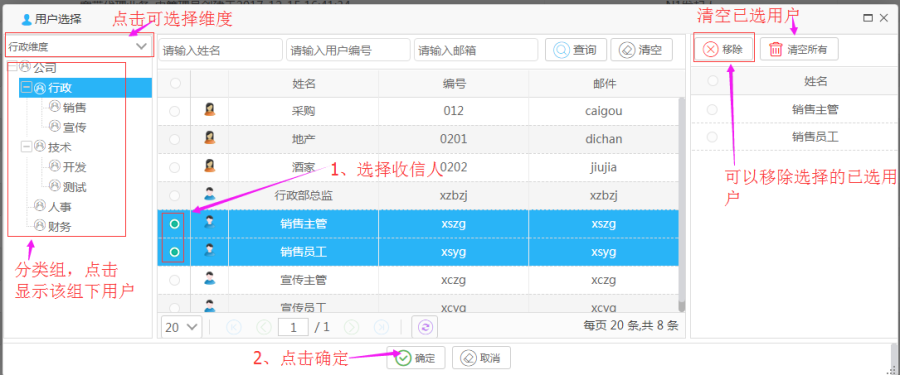 用户选择
点击可选择维度
清空已选用户
行政维度
请输入姓名
请输入用户编号
请输入邮箱
查询
清空
移除
清空所有
公司
行政
销售
宣传
技术
开发
测试
人事
财务
姓名 编号 邮件
采购 012 caigou
地产 0201 dichan
酒家 0202 jiujia
行政部总监 xzbzj xzbzj
销售主管 xszg xszg
销售员工 xsyg xsyg
宣传主管 xczg xczg
宣传员工 xcyg xcyg
1、选择收信人
姓名
销售主管
销售员工
可以移除选择的已选用
户
分类组，点击
显示该组下用户
20
1 / 1
每页 20 条,共 8 条
2、点击确定
确定
取消